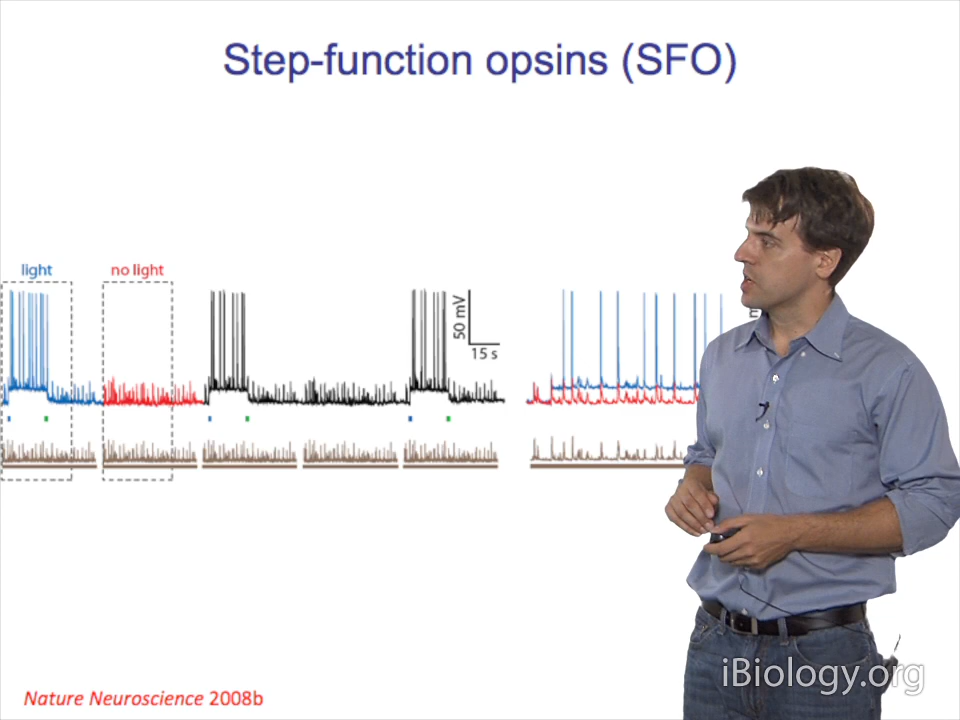 Step-function opsins (SFO)
light
no light
50 mV
15 s
Nature Neuroscience 2008b
iBiology.org